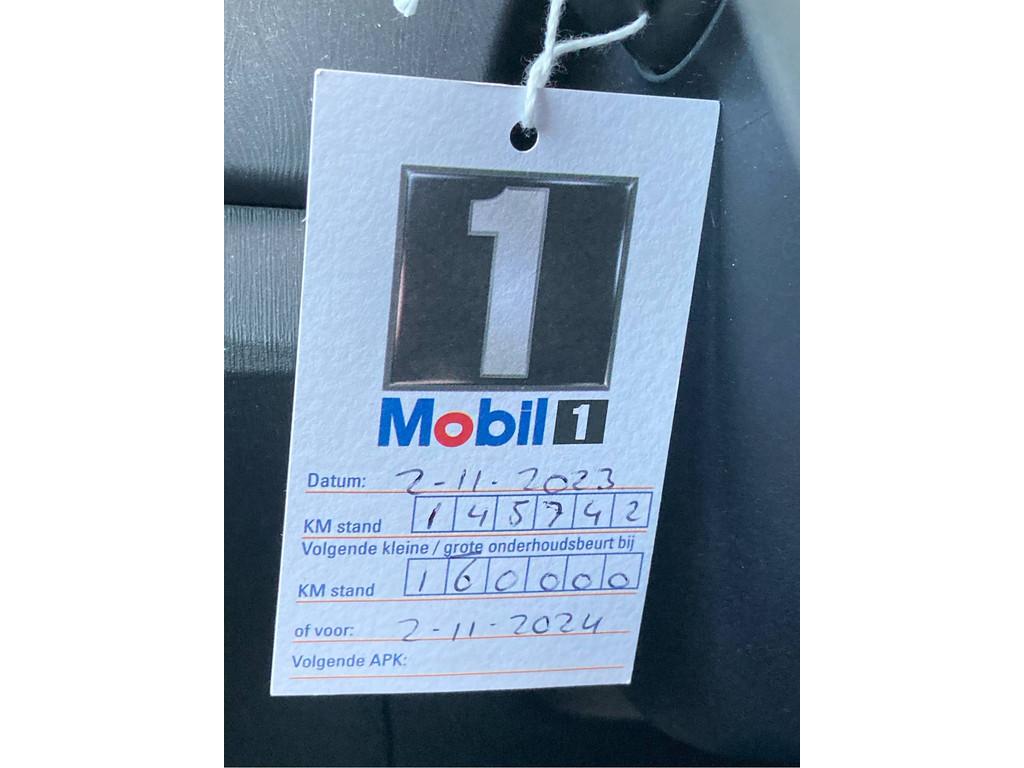 1
Mobil 1
Datum: 2-11-2023
KM stand 145742
Volgende kleine / grote onderhoudsbeurt bij
KM stand 160000
of voor: 2-11-2024
Volgende APK: